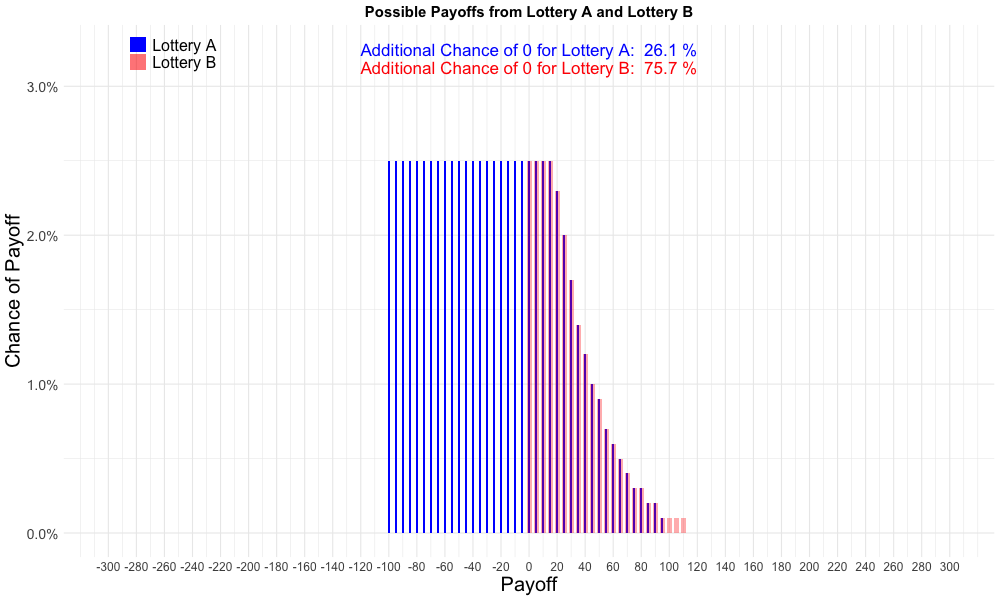 Possible Payoffs from Lottery A and Lottery B
Lottery A
Lottery B
Additional Chance of 0 for Lottery A: 26.1 %
Additional Chance of 0 for Lottery B: 75.7 %
Chance of Payoff
3.0%
2.0%
1.0%
0.0%
-300 -280 -260 -240 -220 -200 -180 -160 -140 -120 -100 -80 -60 -40 -20 0 20 40 60 80 100 120 140 160 180 200 220 240 260 280 300
Payoff